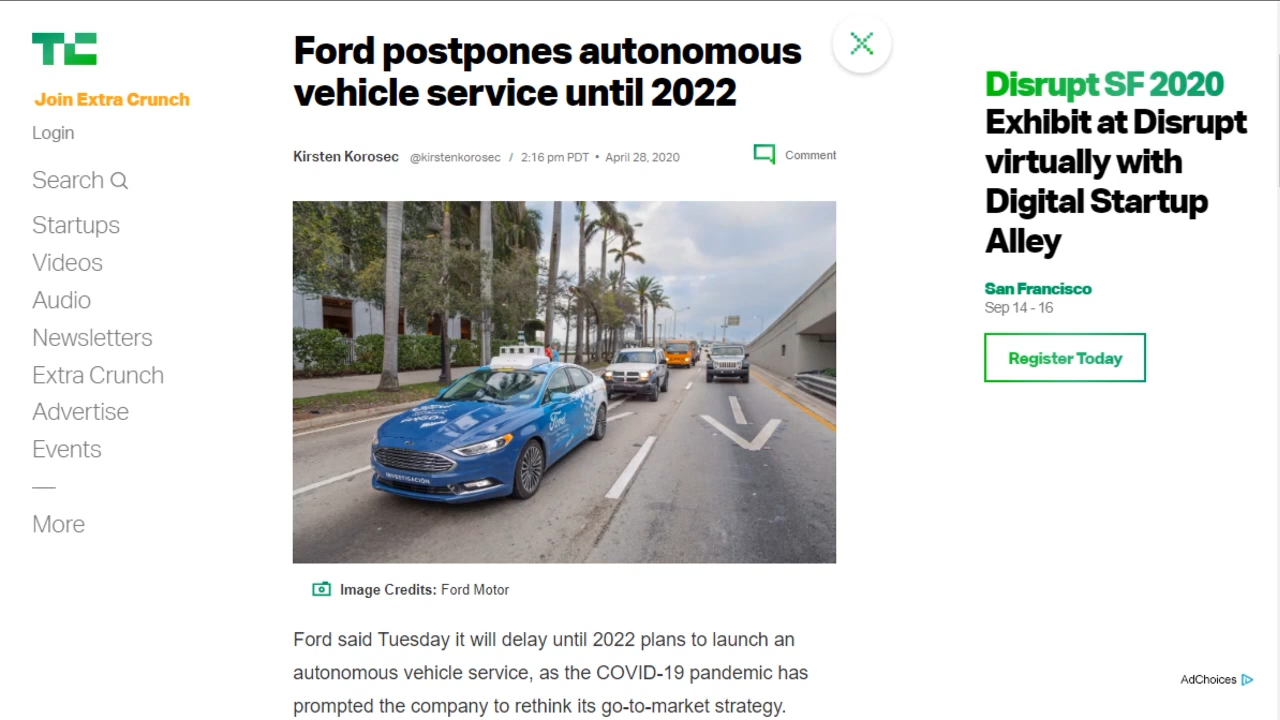 TC
Join Extra Crunch
Login
Search
Startups
Videos
Audio
Newsletters
Extra Crunch
Advertise
Events
—
More
Ford postpones autonomous
vehicle service until 2022
Kirsten Korosec @kirstenkorosec / 2:16 pm PDT • April 28, 2020
Comment
Ford
INVESTIGACIÓN
Image Credits: Ford Motor
Ford said Tuesday it will delay until 2022 plans to launch an
autonomous vehicle service, as the COVID-19 pandemic has
prompted the company to rethink its go-to-market strategy.
Disrupt SF 2020
Exhibit at Disrupt
virtually with
Digital Startup
Alley
San Francisco
Sep 14 - 16
Register Today
AdChoices